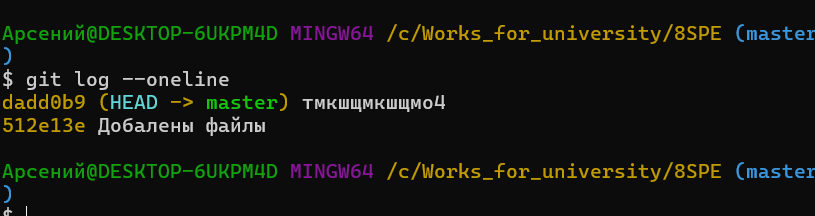 Арсений@DESKTOP-6UKPM4D MINGW64 /c/Works_for_university/8SPE (master
)
$ git log --oneline
dadd0b9 (HEAD -> master) тмкшщмкшщмо4
512e13e Добалены файлы
Арсений@DESKTOP-6UKPM4D MINGW64 /c/Works_for_university/8SPE (master
)
$